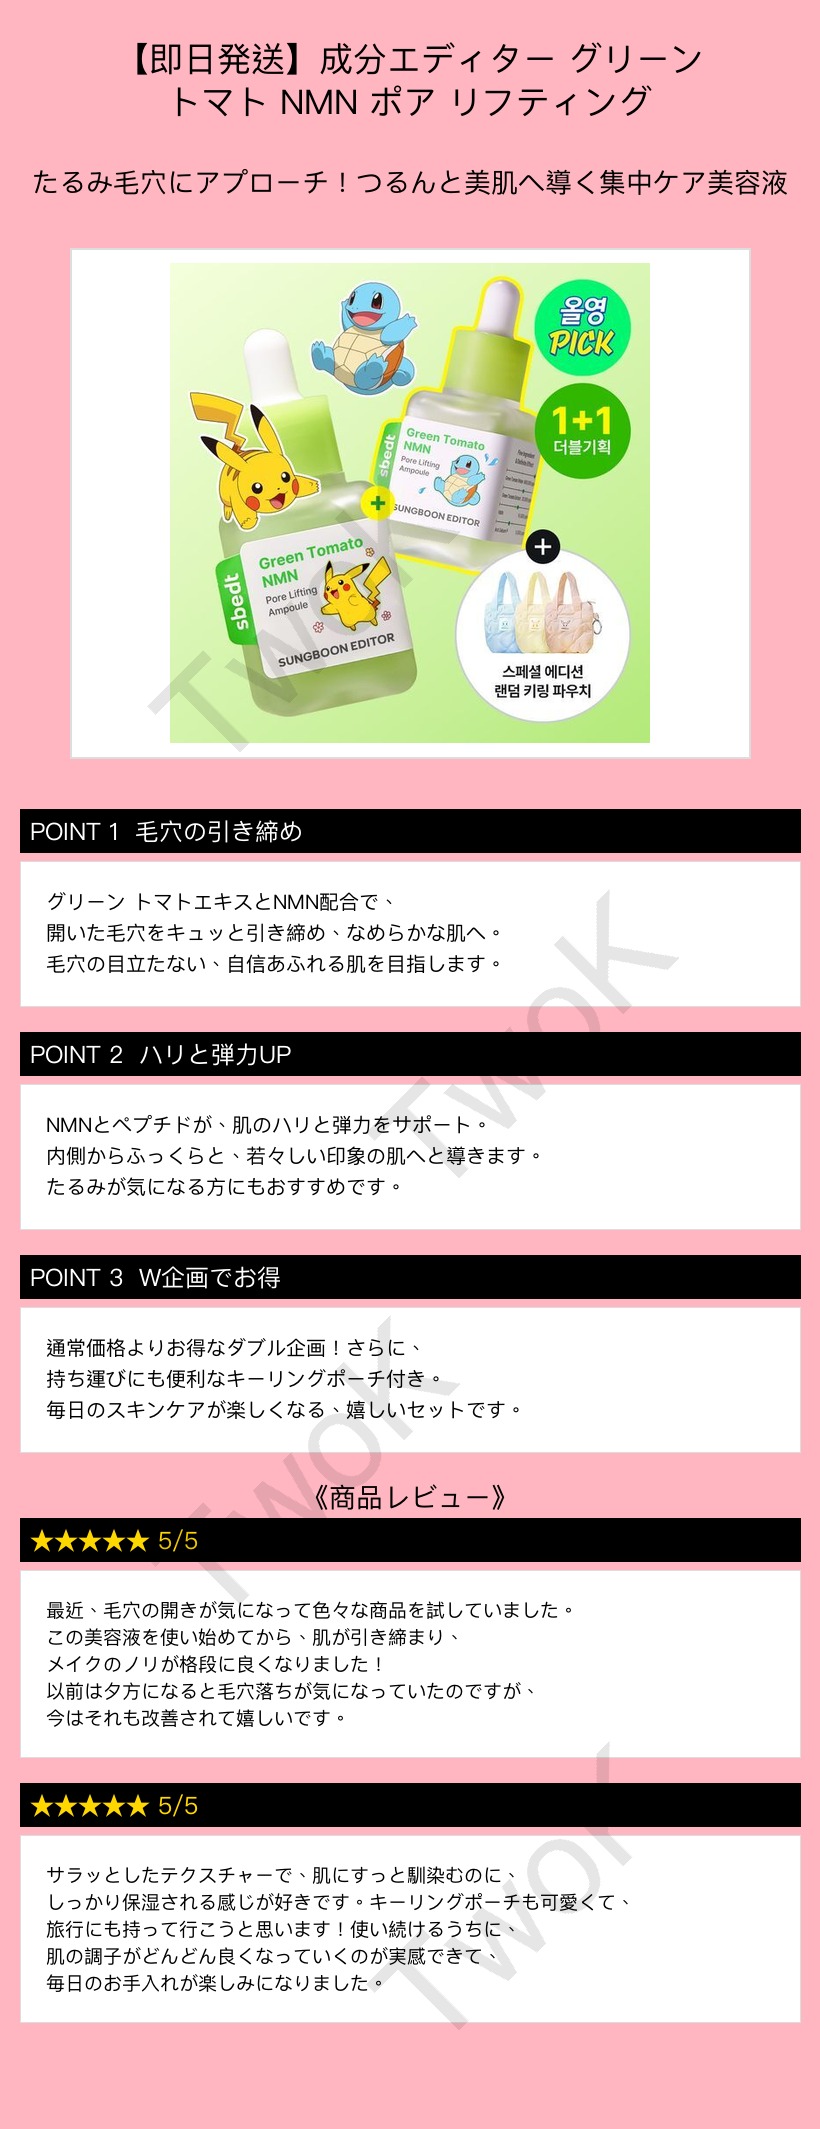 【即日発送】成分エディター グリーン
トマト NMN ポア リフティング
たるみ毛穴にアプローチ！つるんと美肌へ導く集中ケア美容液
올영
PICK
1+1
더블기획
sbedt
Green Tomato
NMN
Pore Lifting
Ampoule
SUNGBOON EDITOR
+
+
sbedt
Green Tomato
NMN
Pore Lifting
Ampoule
SUNGBOON EDITOR
스페셜 에디션
랜덤 키링 파우치
TwoK
POINT 1 毛穴の引き締め
グリーン トマトエキスとNMN配合で、
開いた毛穴をキュッと引き締め、なめらかな肌へ。
毛穴の目立たない、自信あふれる肌を目指します。
TwoK
POINT 2 ハリと弾力UP
NMNとペプチドが、肌のハリと弾力をサポート。
内側からふっくらと、若々しい印象の肌へと導きます。
たるみが気になる方にもおすすめです。
POINT 3 W企画でお得
通常価格よりお得なダブル企画！さらに、
持ち運びにも便利なキーリングポーチ付き。
毎日のスキンケアが楽しくなる、嬉しいセットです。
TwoK
《商品レビュー》
★★★★★ 5/5
最近、毛穴の開きが気になって色々な商品を試していました。
この美容液を使い始めてから、肌が引き締まり、
メイクのノリが格段に良くなりました！
以前は夕方になると毛穴落ちが気になっていたのですが、
今はそれも改善されて嬉しいです。
★★★★★ 5/5
サラッとしたテクスチャーで、肌にすっと馴染むのに、
しっかり保湿される感じが好きです。キーリングポーチも可愛くて、
旅行にも持って行こうと思います！使い続けるうちに、
肌の調子がどんどん良くなっていくのが実感できて、
毎日のお手入れが楽しみになりました。
TwoK